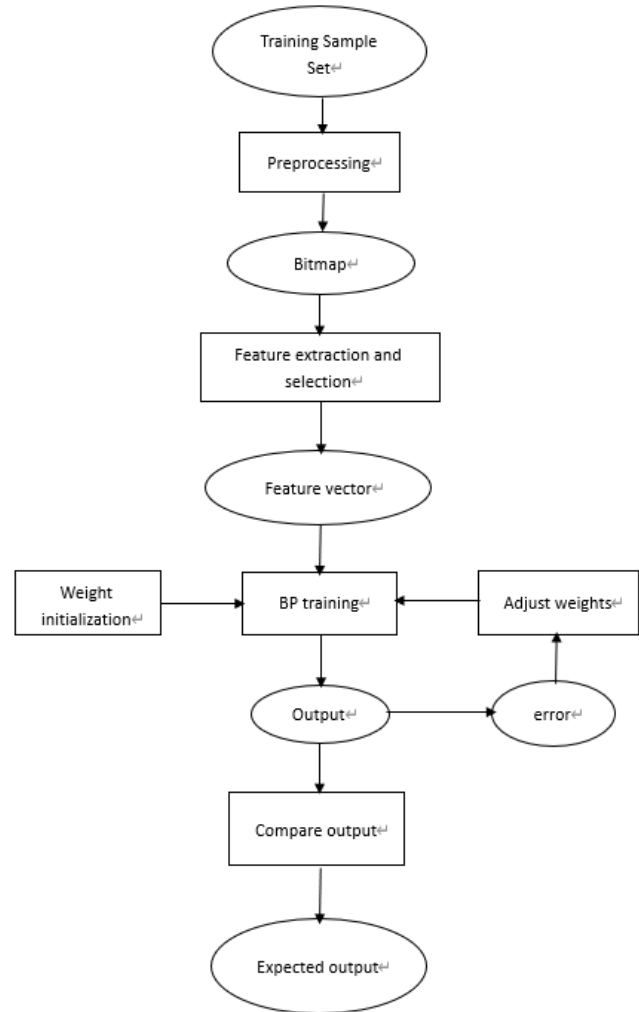 Training Sample
Set↵
Preprocessing↵
Bitmap↵
Feature extraction and
selection↵
Feature vector↵
Weight
initialization↵
BP training↵
Adjust weights↵
Output↵
error↵
Compare output↵
Expected output↵